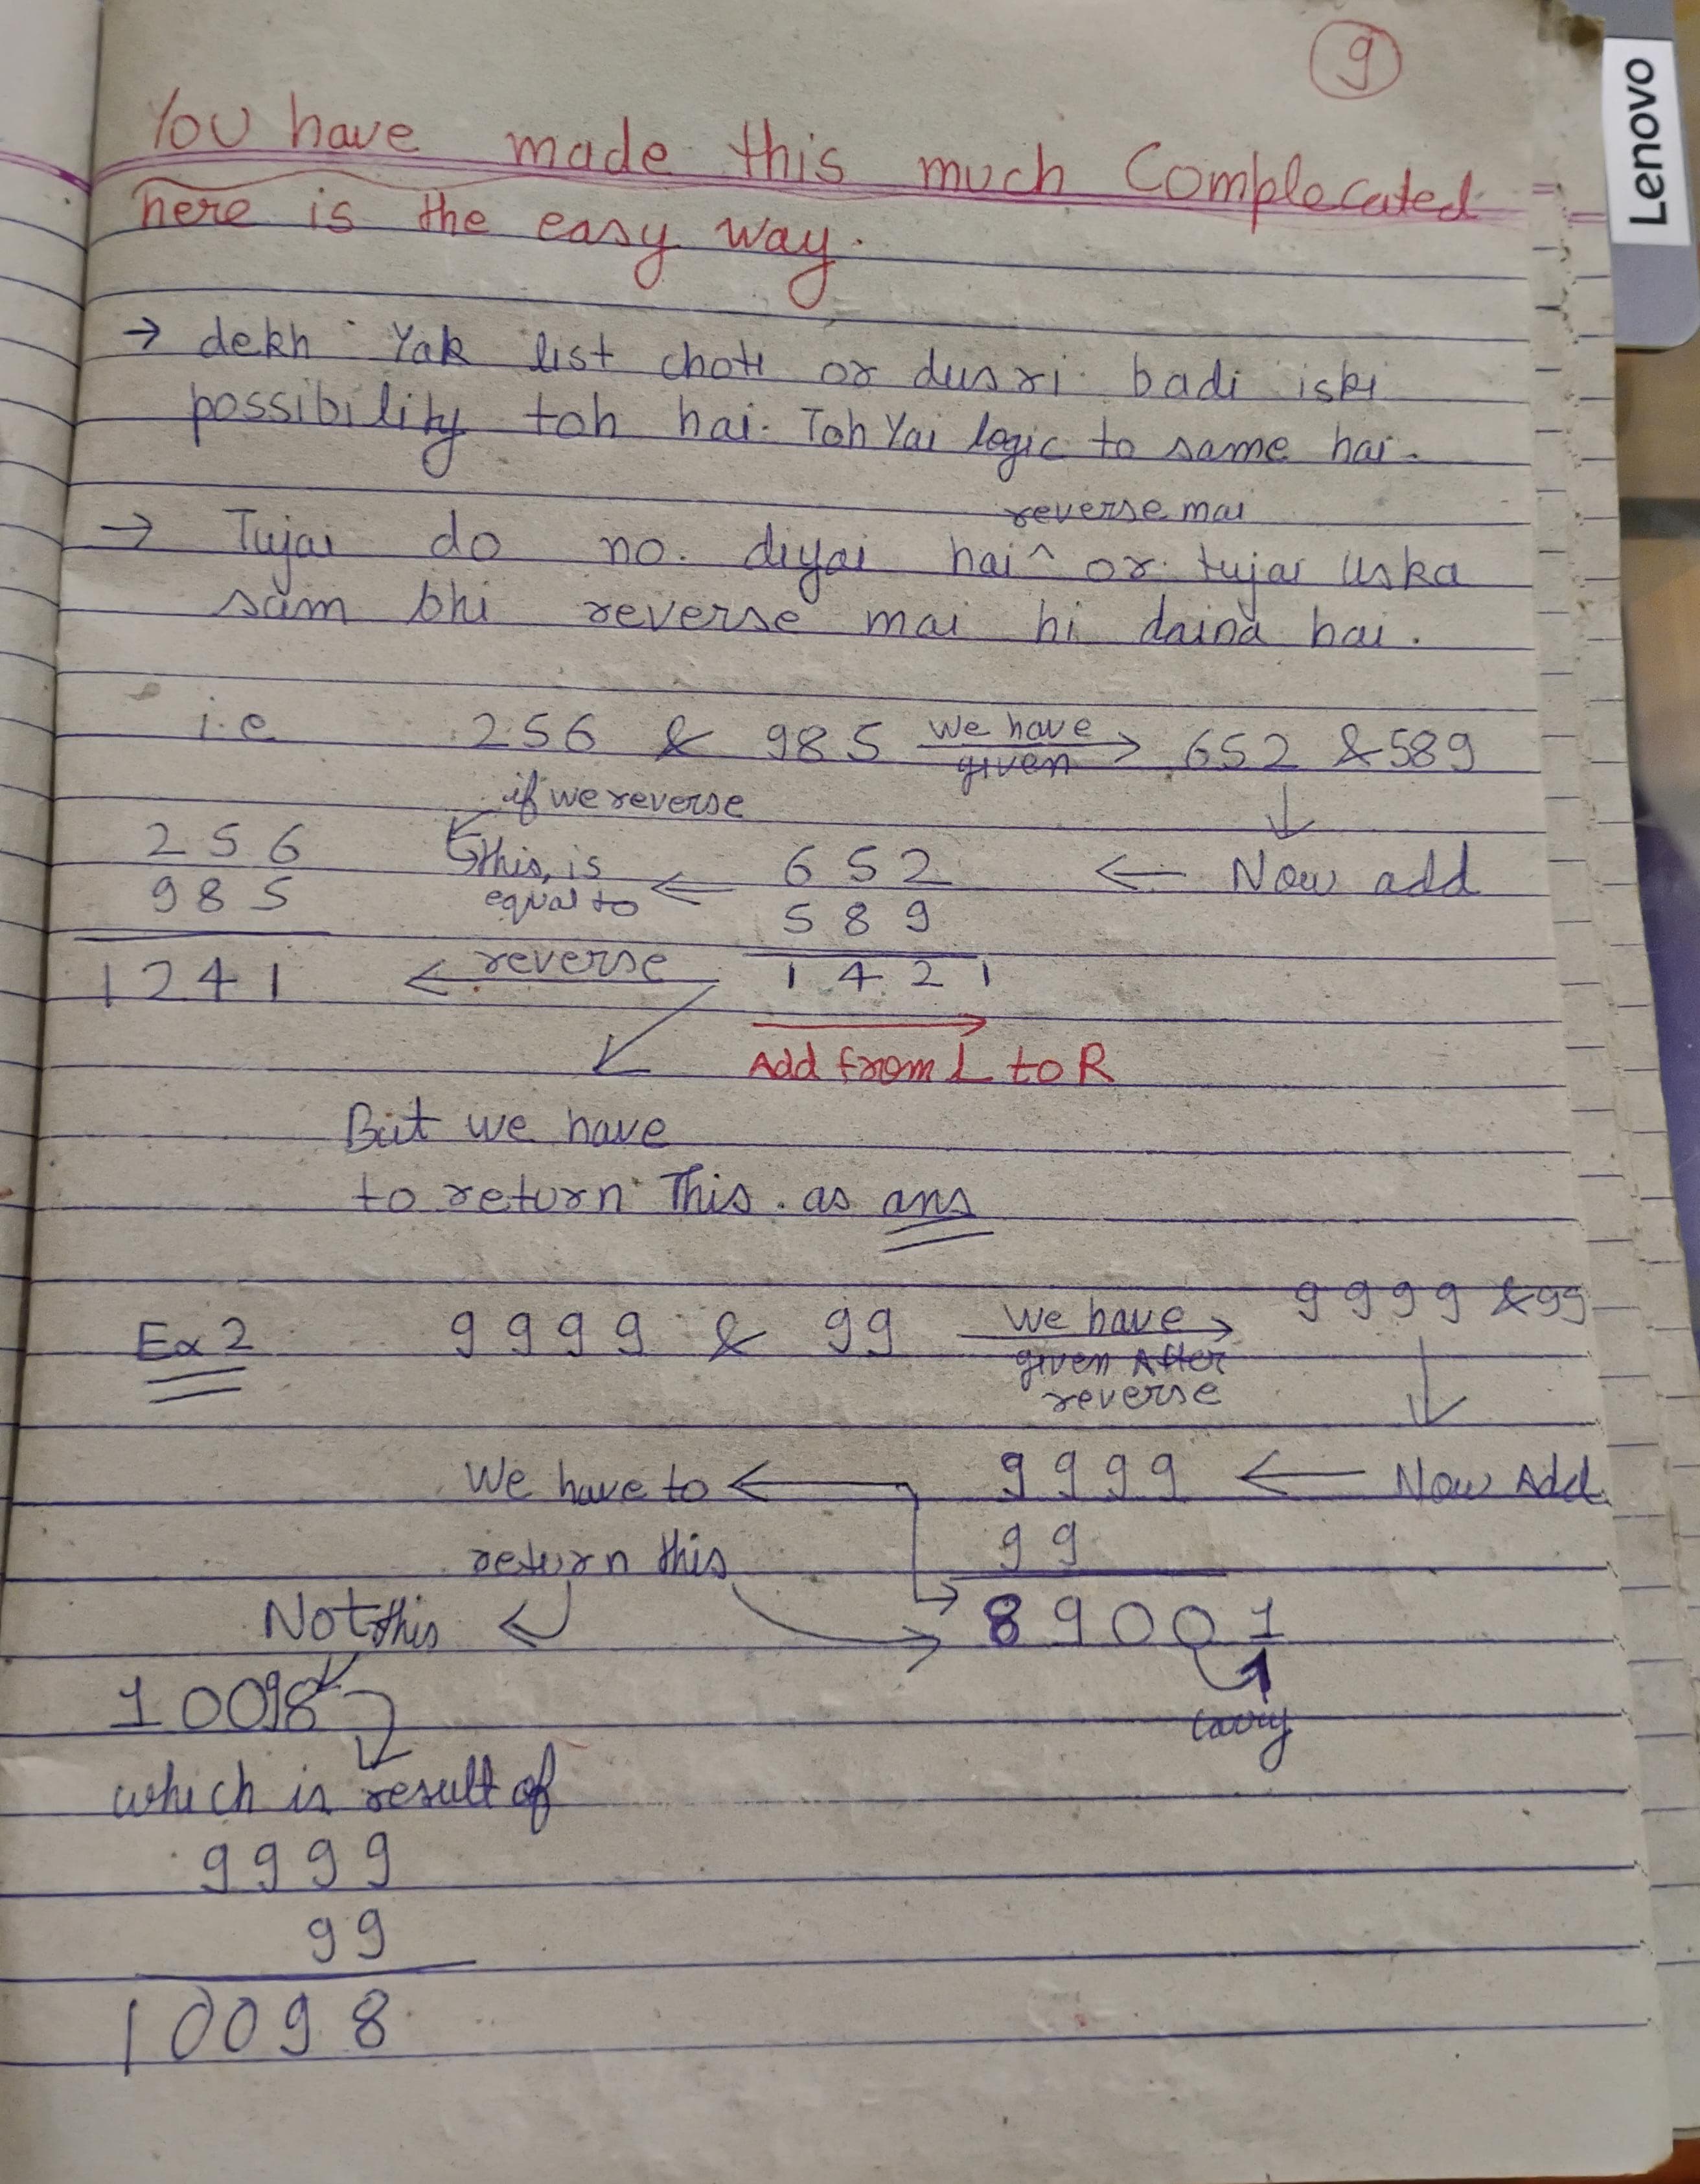 9
Lenovo
You have made this much Complecated
here is the easy way.
→ dekh Yak list choti or dusri badi iski
possibility toh hai. Toh Yai logic to same hai.
reverse mai
→ Tujai do no. diyai hai ^ or tujai uska
sum bhi reverse mai hi daina hai.
i.e 256 & 985 we have given → 652 & 589
if we reverse
↓
256 this, is equal to ← 652 ← Now add
985 589
1241 ← reverse 1421
Add from L to R
But we have
to return This. as ans
Ex 2 9999 & 99 we have given After reverse → 9999 & 99
We have to ← 9999 ← Now Add
return this 99
Not this 89001
carry
10098
which is result of
9999
99
10098